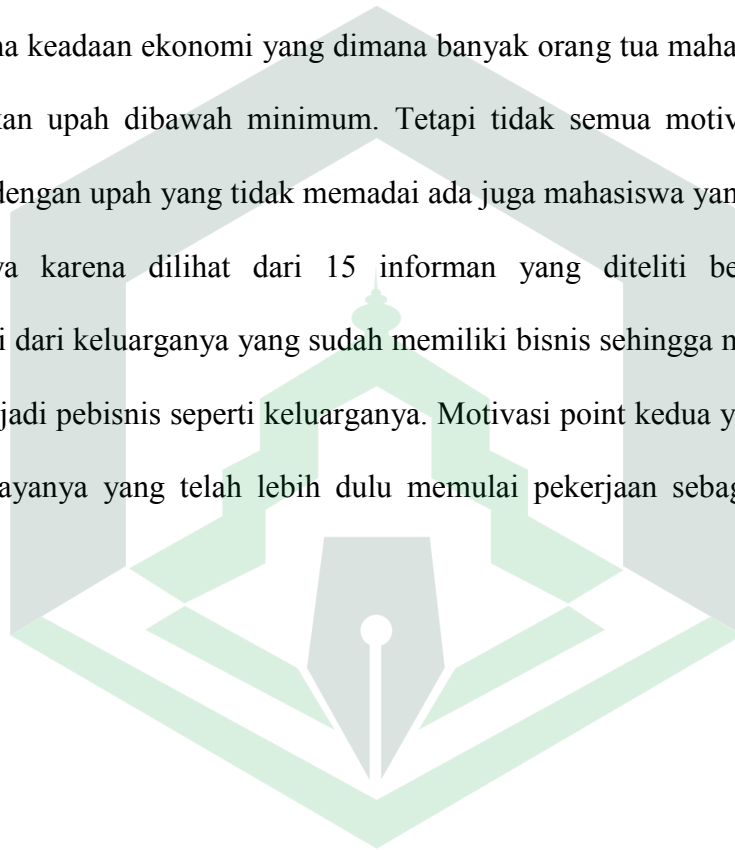 na keadaan ekonomi yang dimana banyak orang tua maha
kan upah dibawah minimum. Tetapi tidak semua motiv
dengan upah yang tidak memadai ada juga mahasiswa yan
ya karena dilihat dari 15 informan yang diteliti be
i dari keluarganya yang sudah memiliki bisnis sehingga
jadi pebisnis seperti keluarganya. Motivasi point kedua y
ayanya yang telah lebih dulu memulai pekerjaan sebag